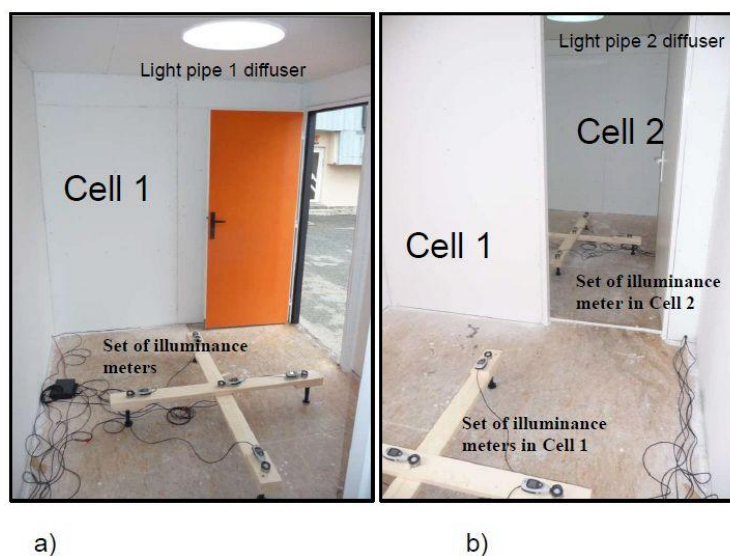 Light pipe 1 diffuser
Cell 1
Set of illuminance
meters
a)
Light pipe 2 diffuser
Cell 2
Cell 1
Set of illuminance
meter in Cell 2
Set of illuminance
meters in Cell 1
b)